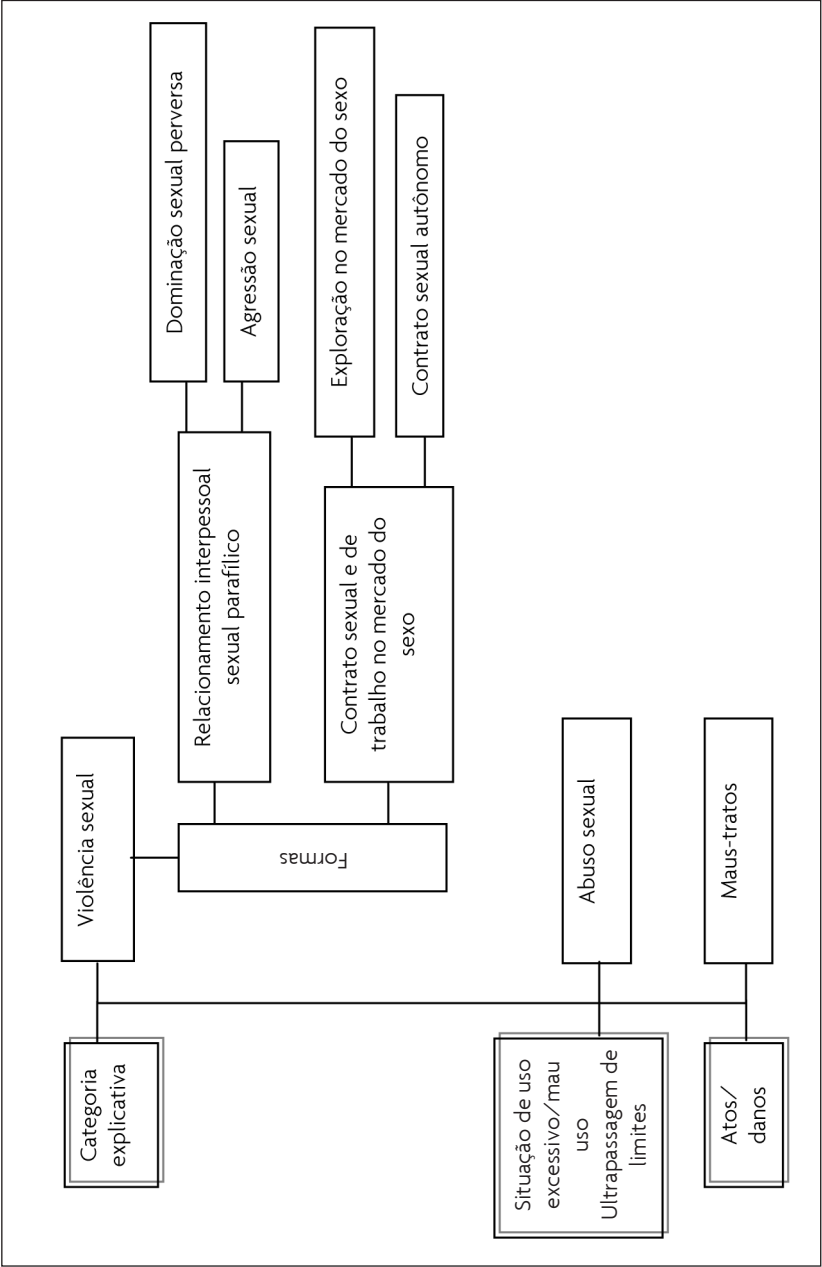 Categoria
explicativa
Violência sexual
Formas
Relacionamento interpessoal
sexual parafílico
Dominação sexual perversa
Agressão sexual
Contrato sexual e de
trabalho no mercado do
sexo
Exploração no mercado do sexo
Contrato sexual autônomo
Situação de uso
excessivo/mau
uso
Ultrapassagem de
limites
Abuso sexual
Atos/
danos
Maus-tratos